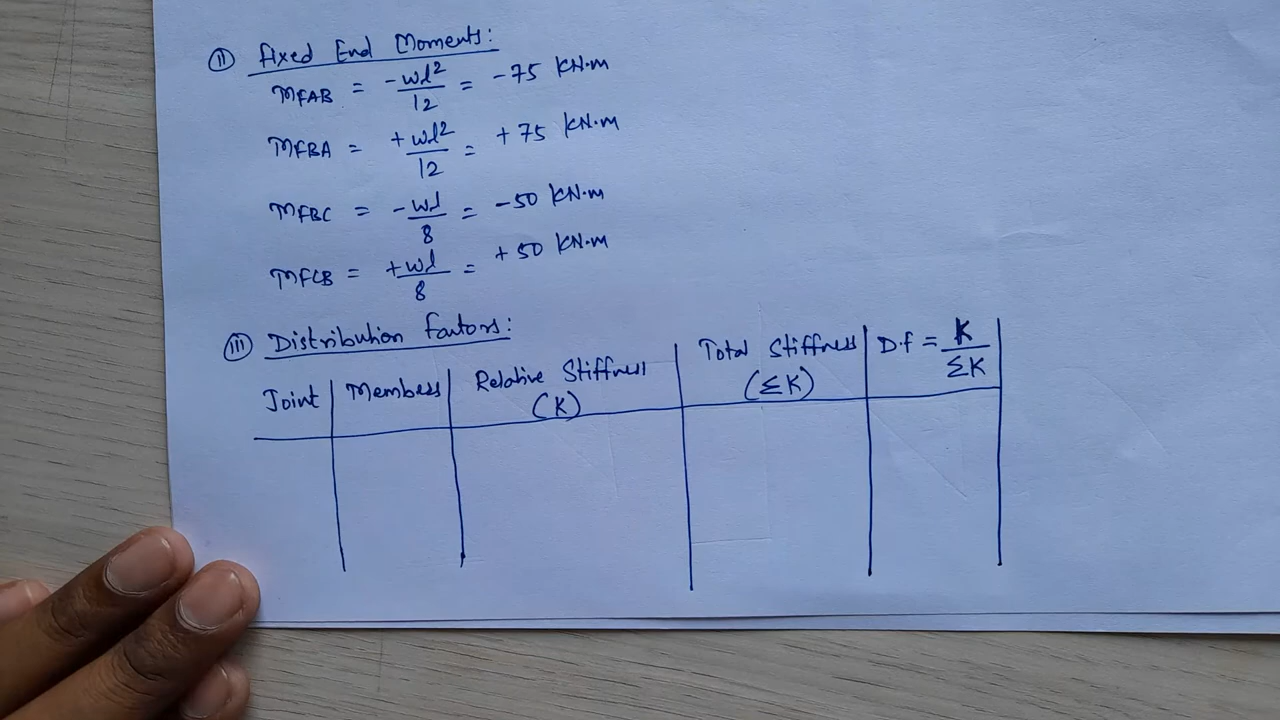 (II) Fixed End Moments:
MFAB = -wl²/12 = -75 KN.m
MFBA = +wl²/12 = +75 KN.m
MFBC = -wl/8 = -50 KN.m
MFCB = +wl/8 = +50 KN.m
(III) Distribution factors:
Joint | Members | Relative Stiffness (K) | Total Stiffness (ΣK) | D.f = K/ΣK